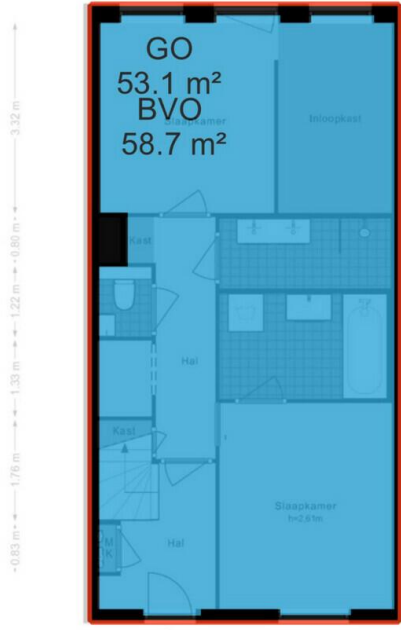 GO
53.1 m²
BVO
Slaapkamer
58.7 m²
Inloopkast
3.32 m
Kast
0.80 m
1.22 m
Hal
1.33 m
Kast
1.76 m
Slaapkamer
h=2,61m
M
K
Hal
0.83 m